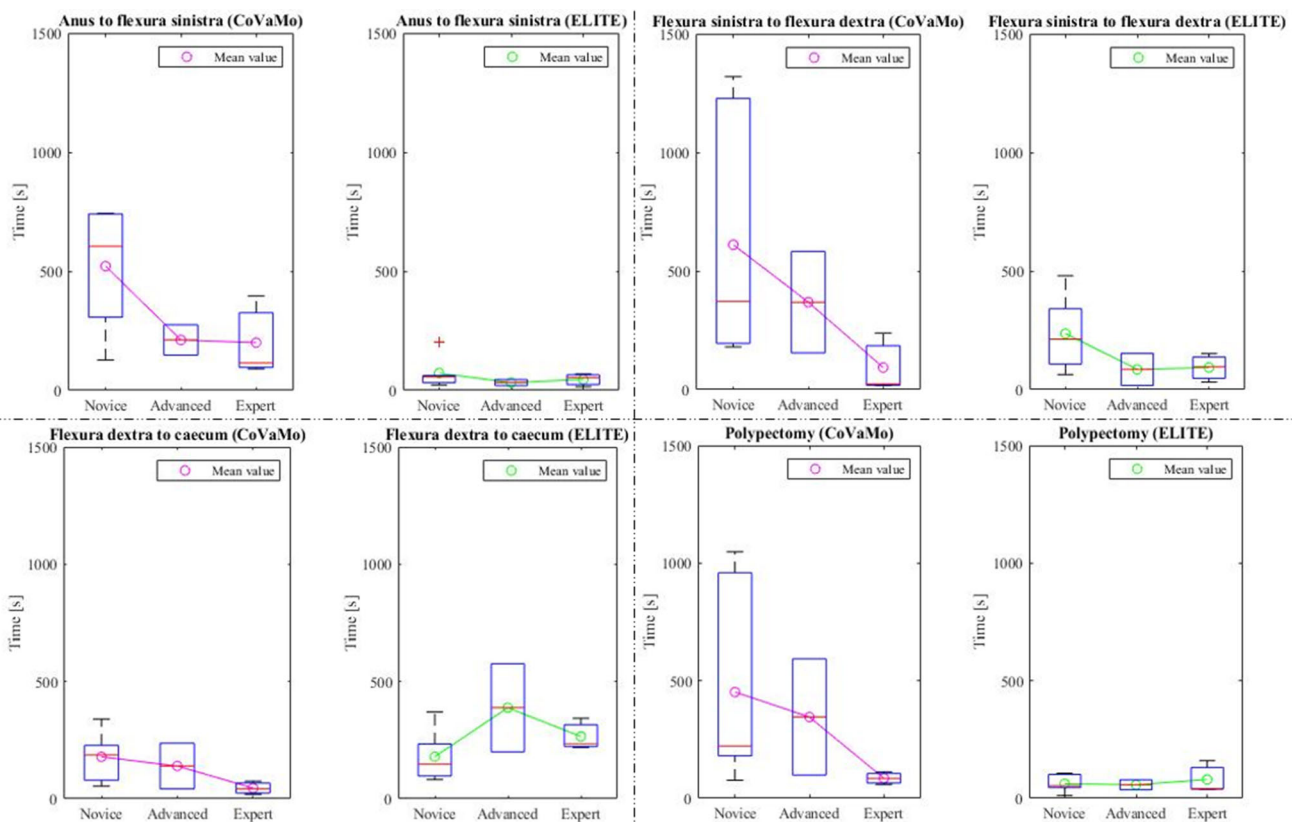 Anus to flexura sinistra (CoVaMo)
1500
1000
500
0
Time [s]
Mean value
Novice Advanced Expert
Anus to flexura sinistra (ELITE)
1500
1000
500
0
Time [s]
Mean value
Novice Advanced Expert
Flexura sinistra to flexura dextra (CoVaMo)
1500
1000
500
0
Time [s]
Mean value
Novice Advanced Expert
Flexura sinistra to flexura dextra (ELITE)
1500
1000
500
0
Time [s]
Mean value
Novice Advanced Expert
Flexura dextra to caecum (CoVaMo)
1500
1000
500
0
Time [s]
Mean value
Novice Advanced Expert
Flexura dextra to caecum (ELITE)
1500
1000
500
0
Time [s]
Mean value
Novice Advanced Expert
Polypectomy (CoVaMo)
1500
1000
500
0
Time [s]
Mean value
Novice Advanced Expert
Polypectomy (ELITE)
1500
1000
500
0
Time [s]
Mean value
Novice Advanced Expert